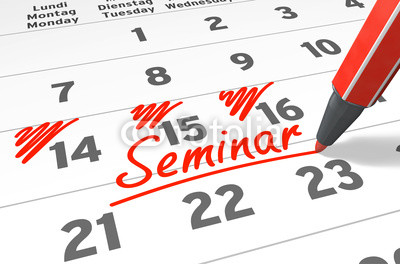 Lundi Dienstag
Montag Tuesday Wednesday
Monday
1 2 3
7 8 9 10
14 15 16
Seminar
21 22 23